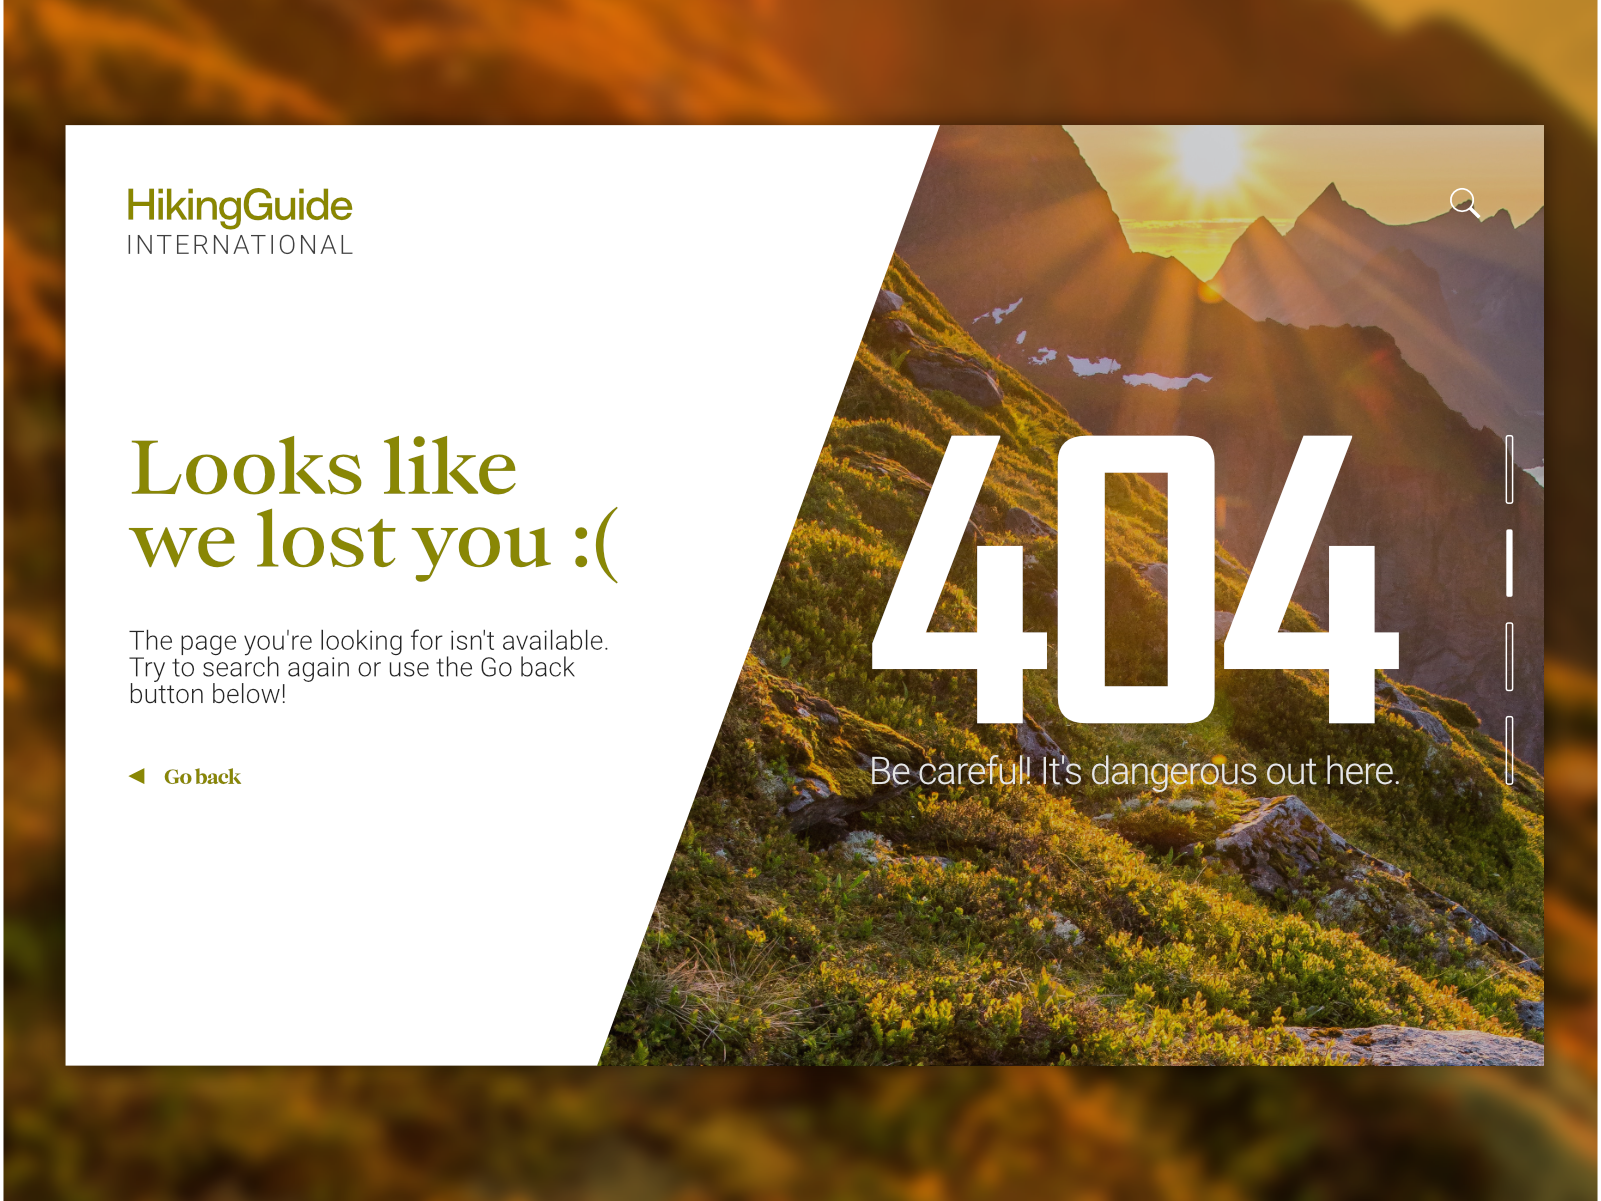 HikingGuide
INTERNATIONAL
Looks like
we lost you :(
The page you're looking for isn't available.
Try to search again or use the Go back
button below!
◀ Go back
404
Be careful! It's dangerous out here.